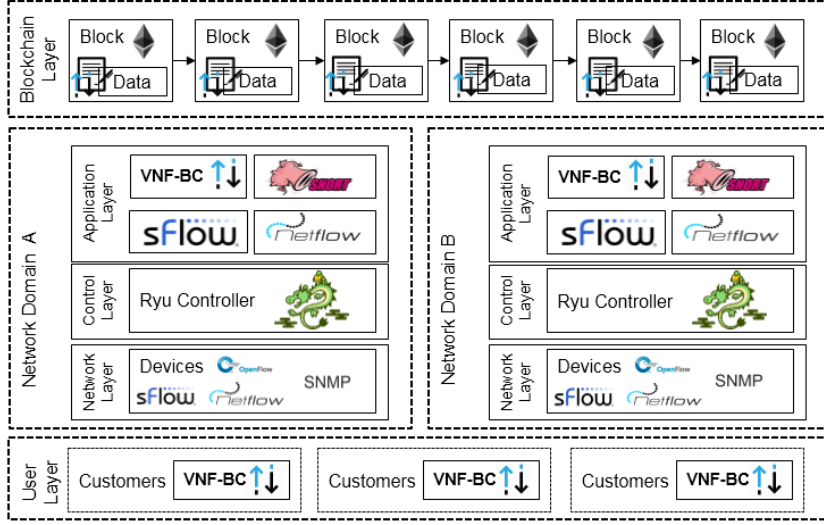 Blockchain
Layer
Block
Data
Block
Data
Block
Data
Block
Data
Block
Data
Block
Data
Network Domain A
Application
Layer
VNF-BC
SNORT
sFlow
netflow
Control
Layer
Ryu Controller
Network
Layer
Devices
OpenFlow
SNMP
sFlow
netflow
Network Domain B
Application
Layer
VNF-BC
SNORT
sFlow
netflow
Control
Layer
Ryu Controller
Network
Layer
Devices
OpenFlow
SNMP
sFlow
netflow
User
Layer
Customers
VNF-BC
Customers
VNF-BC
Customers
VNF-BC